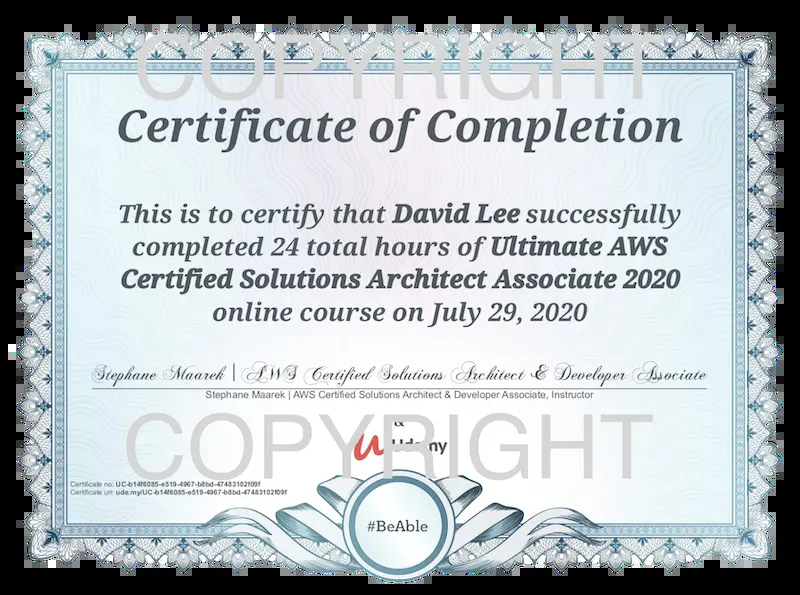 COPYRIGHT
Certificate of Completion
This is to certify that David Lee successfully
completed 24 total hours of Ultimate AWS
Certified Solutions Architect Associate 2020
online course on July 29, 2020
Stephane Maarek | AWS Certified Solutions Architect & Developer Associate
Stephane Maarek | AWS Certified Solutions Architect & Developer Associate, Instructor
&
COPYRIGHT
Udemy
Certificate no: UC-b14f6085-e519-4967-b8bd-47483102f09f
Certificate url: ude.my/UC-b14f6085-e519-4967-b8bd-47483102f09f
#BeAble